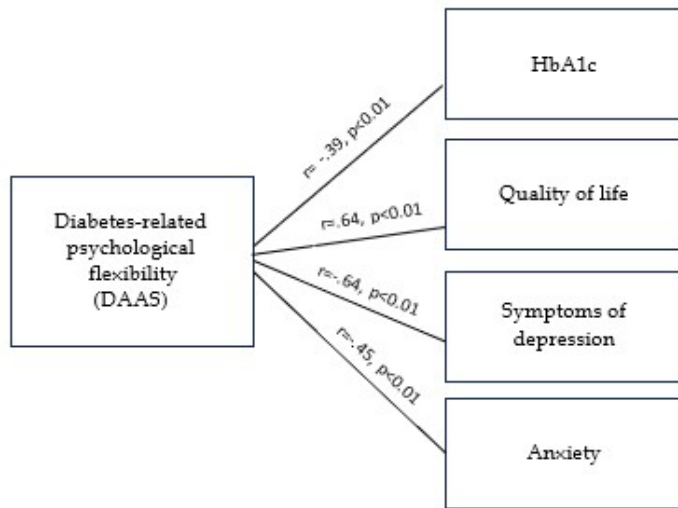 HbA1c
r= -.39, p<0.01
Quality of life
r=.64, p<0.01
Diabetes-related
psychological
flexibility
(DAAS)
r=-.64, p<0.01
Symptoms of
depression
r=-.45, p<0.01
Anxiety